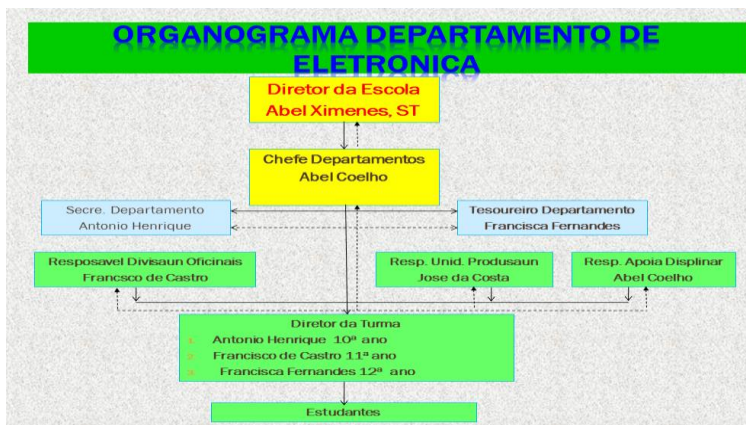 ORGANOGRAMA DEPARTAMENTO DE
ELETRONICA
Diretor da Escola
Abel Ximenes, ST
Chefe Departamentos
Abel Coelho
Secre. Departamento
Antonio Henrique
Tesoureiro Departamento
Francisca Fernandes
Resposavel Divisaun Oficinais
Francsco de Castro
Resp. Unid. Produsaun
Jose da Costa
Resp. Apoia Displinar
Abel Coelho
Diretor da Turma
1. Antonio Henrique 10ª ano
2. Francisco de Castro 11ª ano
3. Francisca Fernandes 12ª ano
Estudantes